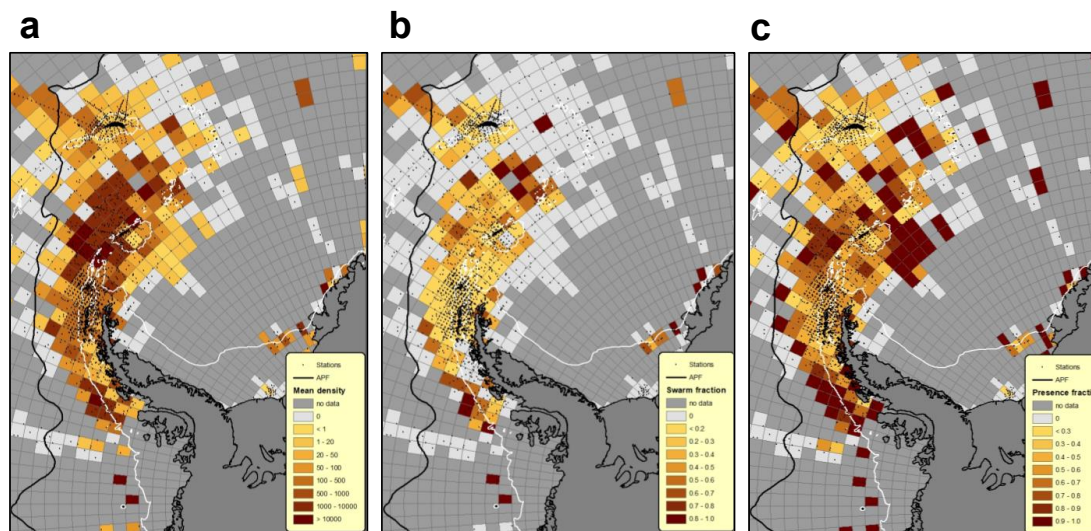 a
b
c
Stations
APF
Mean density
no data
0
< 1
1 - 20
20 - 50
50 - 100
100 - 500
500 - 1000
1000 - 10000
> 10000
Stations
APF
Swarm fraction
no data
0
< 0.2
0.2 - 0.3
0.3 - 0.4
0.4 - 0.5
0.5 - 0.6
0.6 - 0.7
0.7 - 0.8
0.8 - 1.0
Stations
APF
Presence fraction
no data
0
< 0.3
0.3 - 0.4
0.4 - 0.5
0.5 - 0.6
0.6 - 0.7
0.7 - 0.8
0.8 - 0.9
0.9 - 1.0